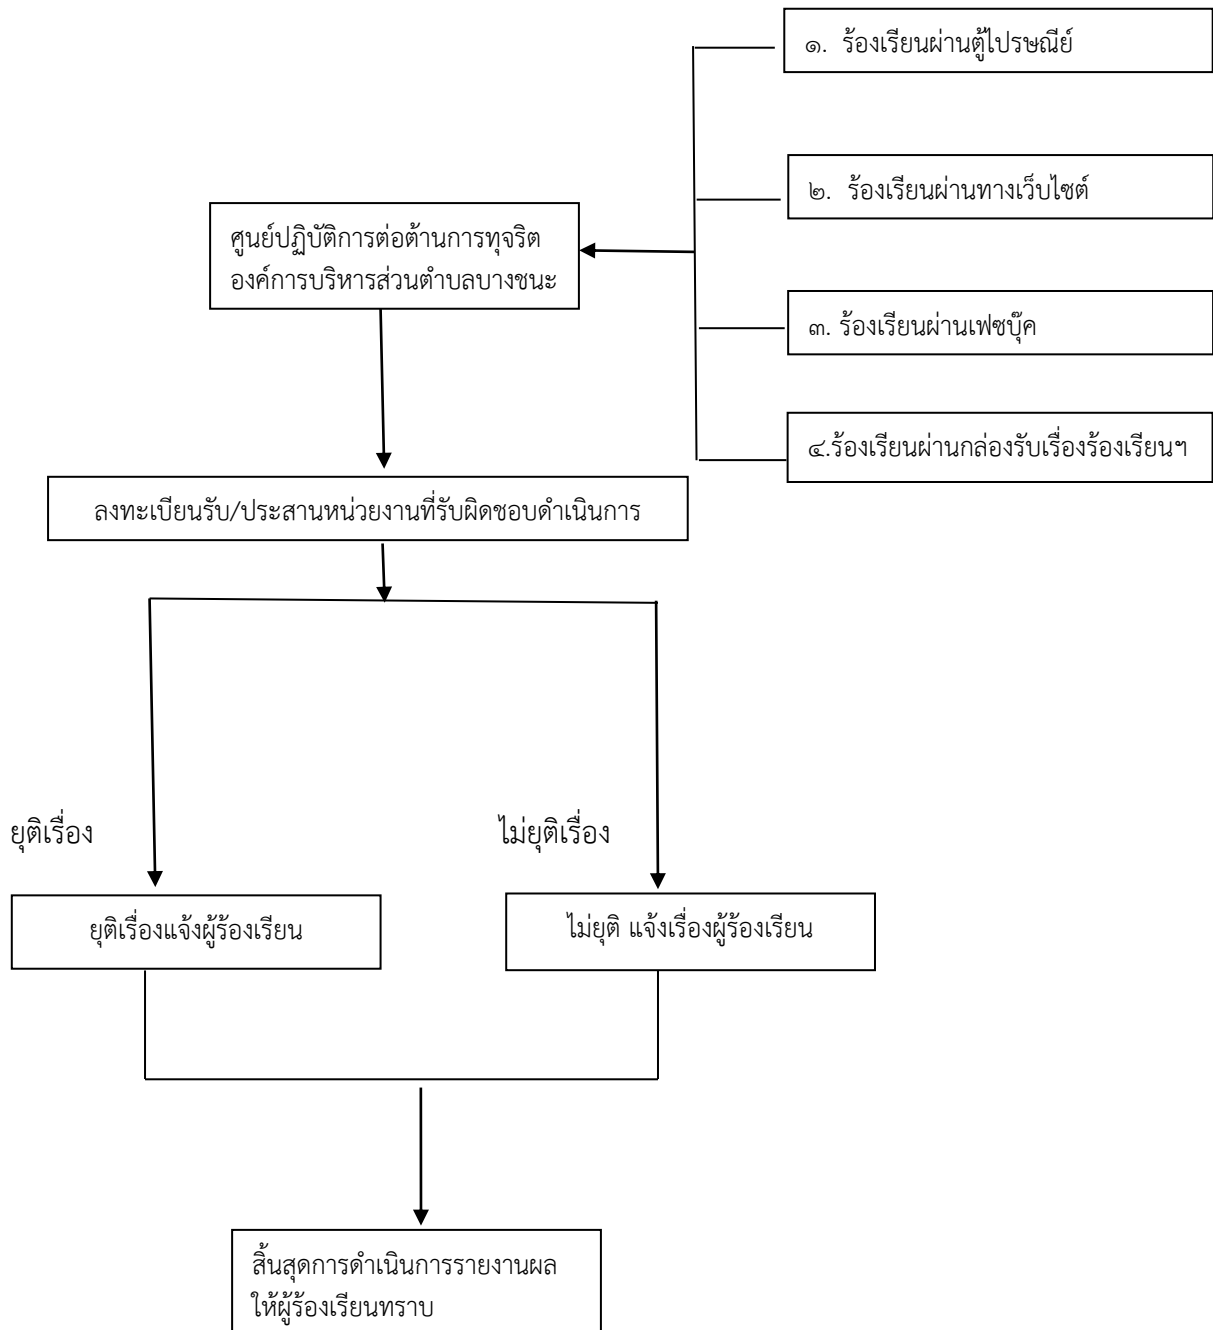 ๑. ร้องเรียนผ่านตู้ไปรษณีย์
๒. ร้องเรียนผ่านทางเว็บไซต์
ศูนย์ปฏิบัติการต่อต้านการทุจริต
องค์การบริหารส่วนตำบลบางชนะ
๓. ร้องเรียนผ่านเฟซบุ๊ค
๔.ร้องเรียนผ่านกล่องรับเรื่องร้องเรียนฯ
ลงทะเบียนรับ/ประสานหน่วยงานที่รับผิดชอบดำเนินการ
ยุติเรื่อง
ไม่ยุติเรื่อง
ยุติเรื่องแจ้งผู้ร้องเรียน
ไม่ยุติ แจ้งเรื่องผู้ร้องเรียน
สิ้นสุดการดำเนินการรายงานผล
ให้ผู้ร้องเรียนทราบ